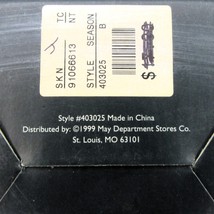 TC
NT
SKN
91066613
STYLE SEASON
403025 B
$
Style #403025 Made in China
Distributed by: ©1999 May Department Stores Co.
St. Louis, MO 63101